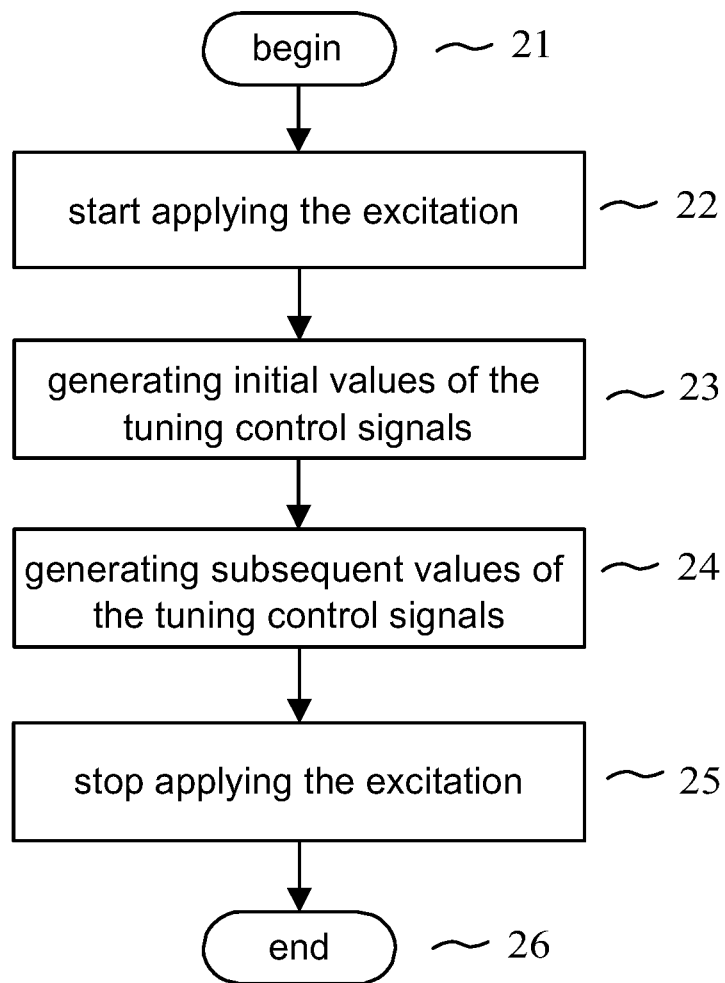 begin 21
start applying the excitation 22
generating initial values of the
tuning control signals 23
generating subsequent values of
the tuning control signals 24
stop applying the excitation 25
end 26